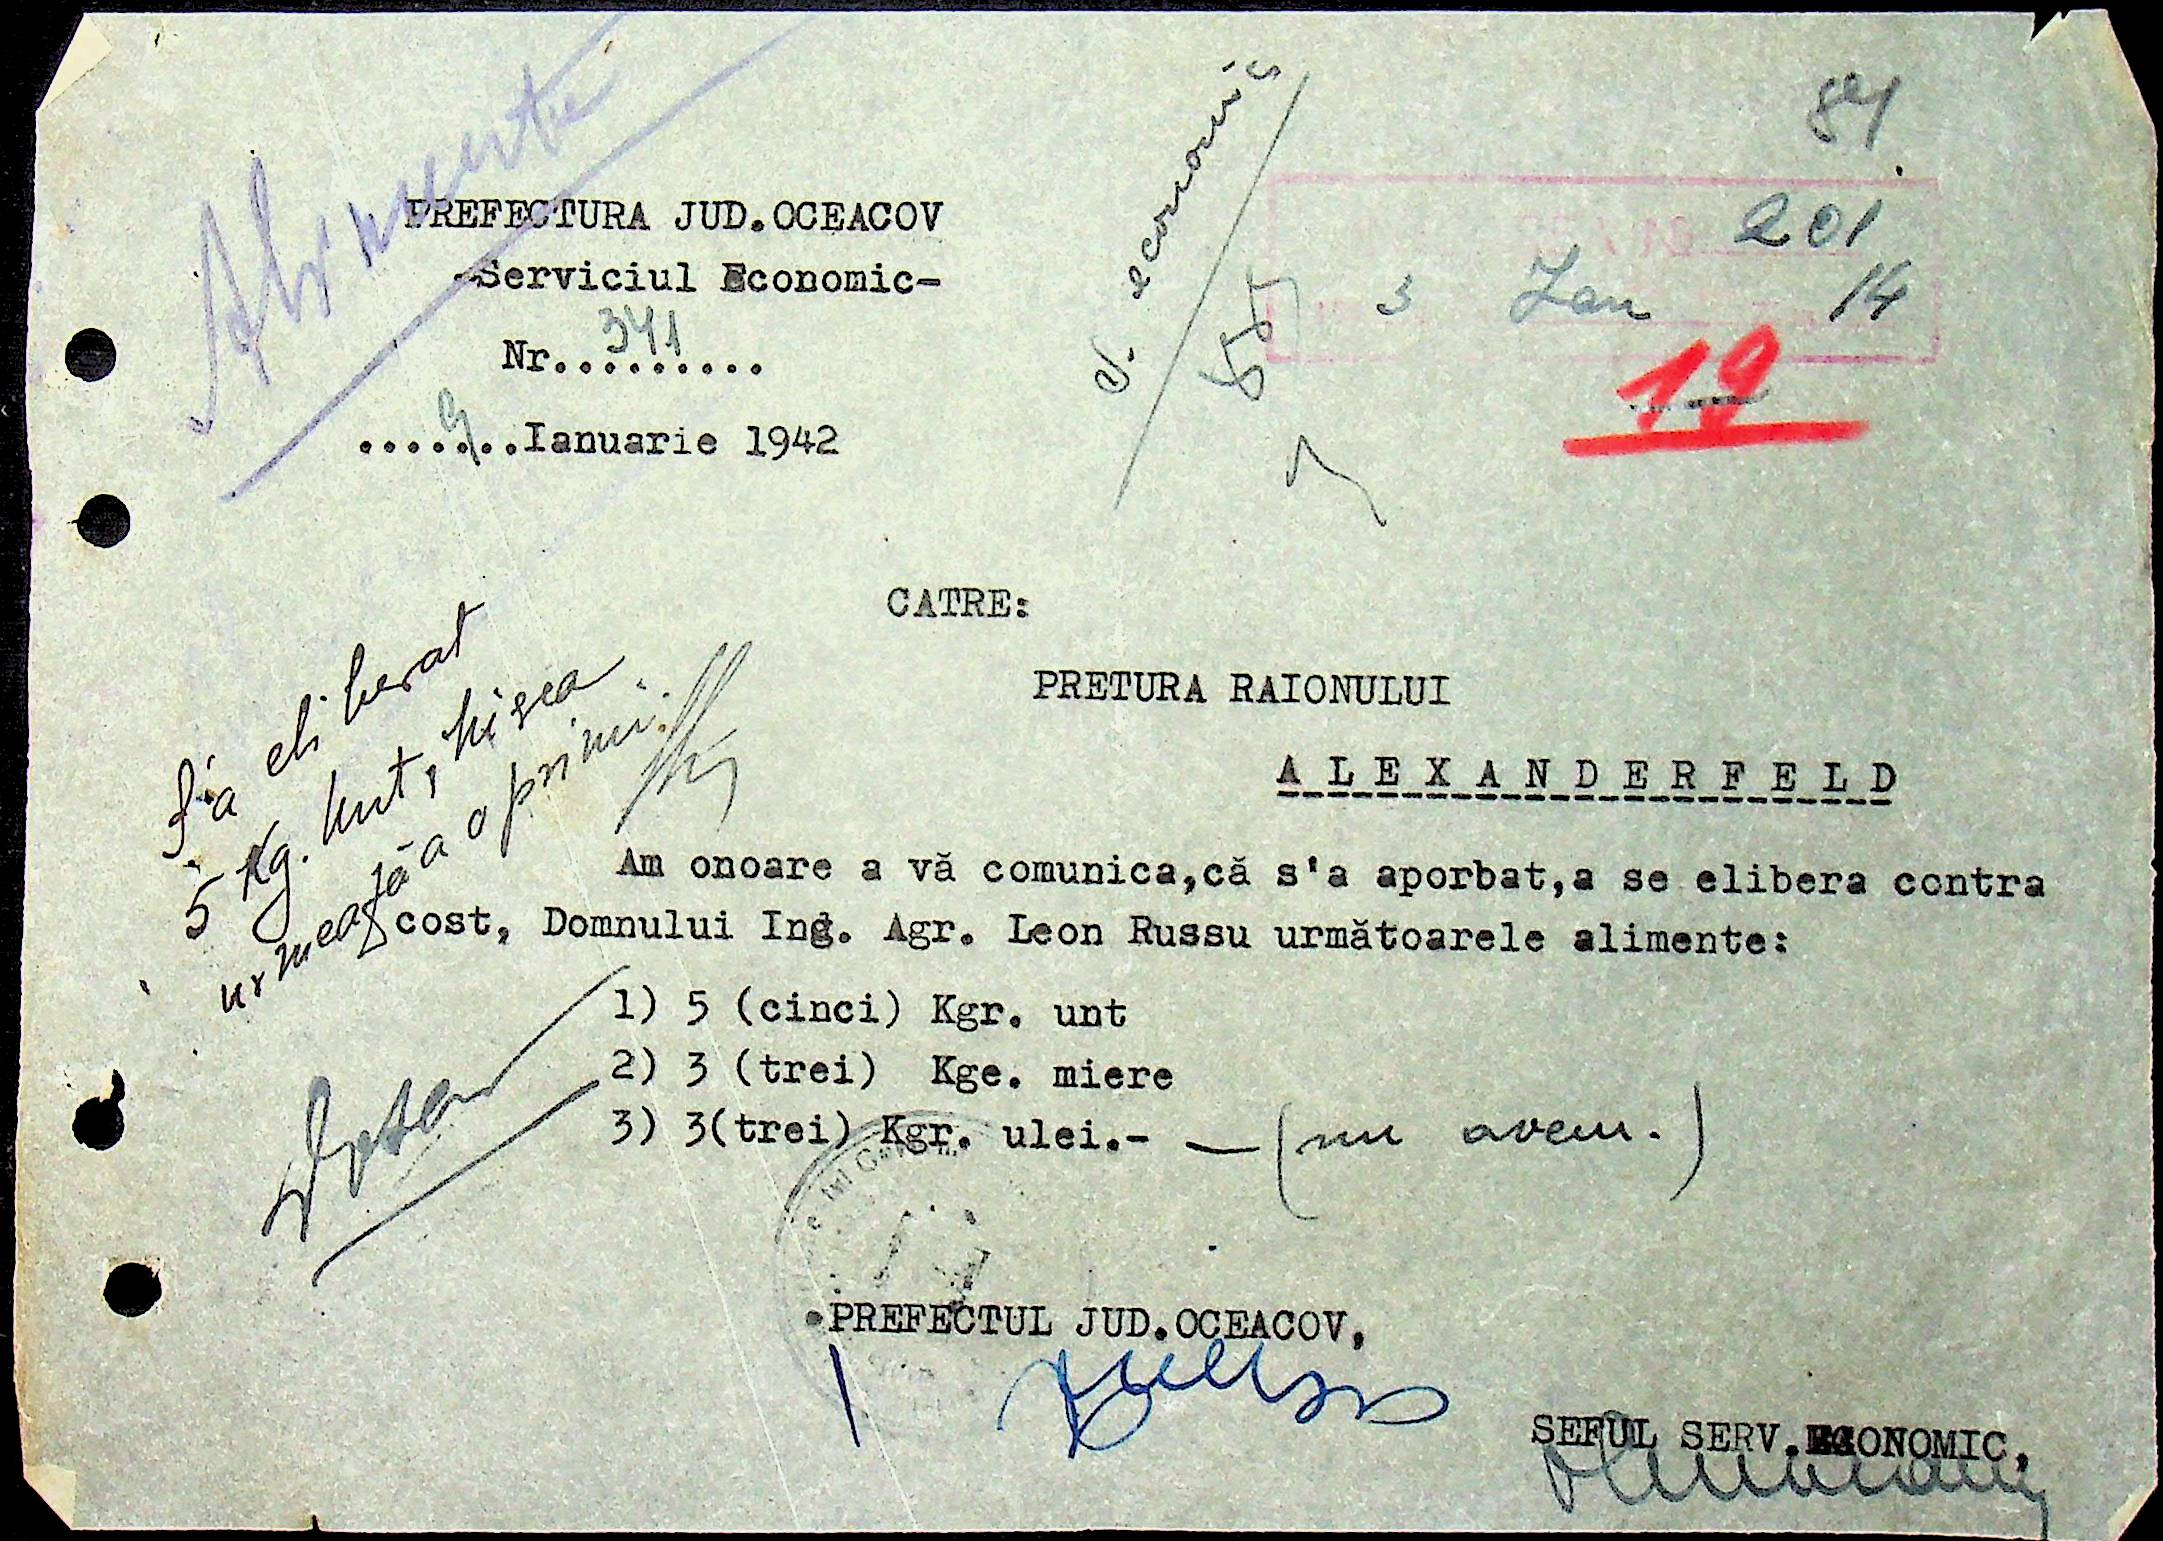 84
Alimente
PREFECTURA JUD.OCEACOV
-Serviciul Economic-
Nr.........
341
.......Ianuarie 1942
9
S. economic
201
3 Ian 14
19
CATRE:
PRETURA RAIONULUI
ALEXANDERFELD
S'a eliberat
5 Kg. unt, 
urmează a o primi.
Am onoare a vă comunica,că s'a aporbat,a se elibera contra
cost, Domnului Ing. Agr. Leon Russu următoarele alimente:
1) 5 (cinci) Kgr. unt
2) 3 (trei) Kge. miere
3) 3(trei) Kgr. ulei.- — (nu avem.)
Dosar
PREFECTUL JUD.OCEACOV,
SEFUL SERV.ECONOMIC,